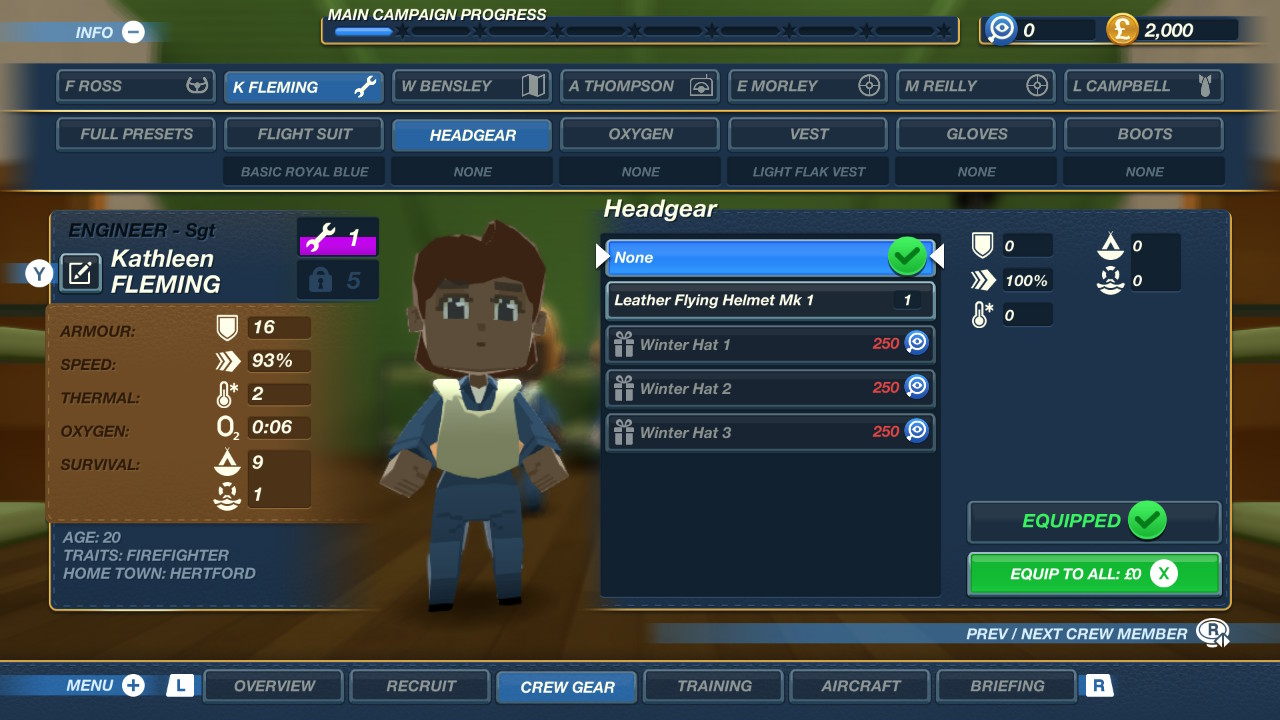 MAIN CAMPAIGN PROGRESS
INFO
0
£ 2,000
F ROSS
K FLEMING
W BENSLEY
A THOMPSON
E MORLEY
M REILLY
L CAMPBELL
FULL PRESETS
FLIGHT SUIT
HEADGEAR
OXYGEN
VEST
GLOVES
BOOTS
BASIC ROYAL BLUE
NONE
NONE
LIGHT FLAK VEST
NONE
NONE
ENGINEER - Sgt
1
Y
Kathleen
FLEMING
5
ARMOUR: 16
SPEED: 93%
THERMAL: 2
OXYGEN: O2 0:06
SURVIVAL: 9
1
AGE: 20
TRAITS: FIREFIGHTER
HOME TOWN: HERTFORD
Headgear
None
Leather Flying Helmet Mk 1 1
Winter Hat 1 250
Winter Hat 2 250
Winter Hat 3 250
0 0
100% 0
0
EQUIPPED
EQUIP TO ALL: £0 X
PREV / NEXT CREW MEMBER R
MENU
L
OVERVIEW
RECRUIT
CREW GEAR
TRAINING
AIRCRAFT
BRIEFING
R